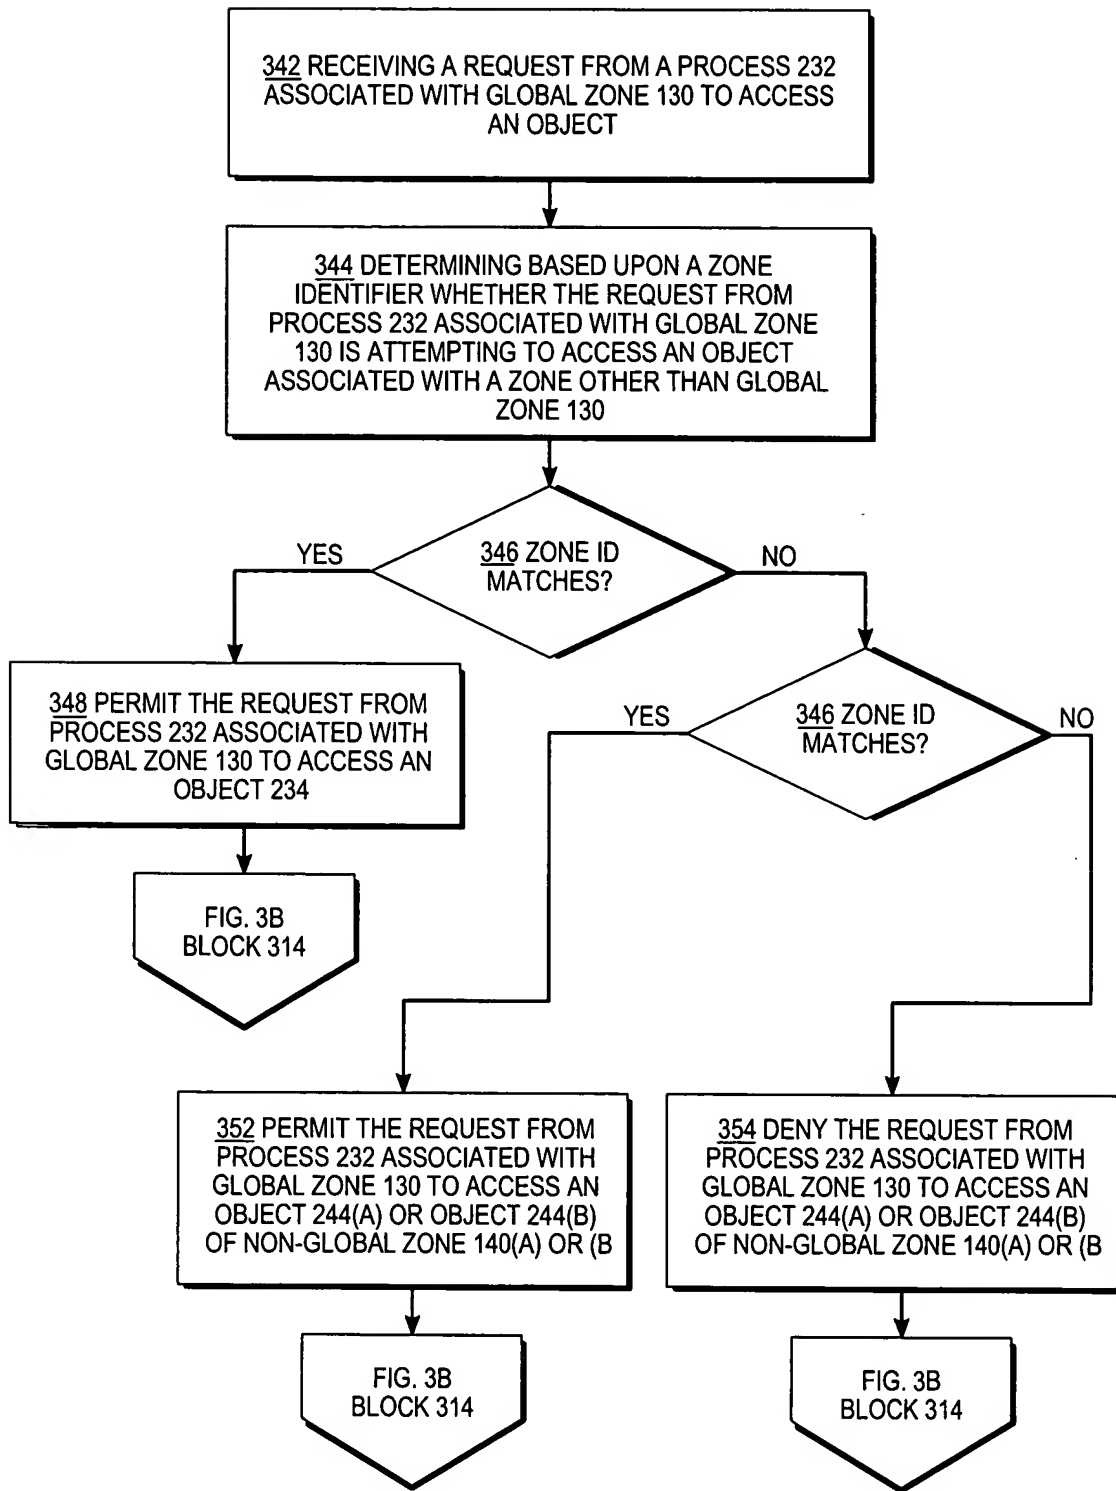 342 RECEIVING A REQUEST FROM A PROCESS 232
ASSOCIATED WITH GLOBAL ZONE 130 TO ACCESS
AN OBJECT
344 DETERMINING BASED UPON A ZONE
IDENTIFIER WHETHER THE REQUEST FROM
PROCESS 232 ASSOCIATED WITH GLOBAL ZONE
130 IS ATTEMPTING TO ACCESS AN OBJECT
ASSOCIATED WITH A ZONE OTHER THAN GLOBAL
ZONE 130
YES
346 ZONE ID
MATCHES?
NO
348 PERMIT THE REQUEST FROM
PROCESS 232 ASSOCIATED WITH
GLOBAL ZONE 130 TO ACCESS AN
OBJECT 234
YES
346 ZONE ID
MATCHES?
NO
FIG. 3B
BLOCK 314
352 PERMIT THE REQUEST FROM
PROCESS 232 ASSOCIATED WITH
GLOBAL ZONE 130 TO ACCESS AN
OBJECT 244(A) OR OBJECT 244(B)
OF NON-GLOBAL ZONE 140(A) OR (B
354 DENY THE REQUEST FROM
PROCESS 232 ASSOCIATED WITH
GLOBAL ZONE 130 TO ACCESS AN
OBJECT 244(A) OR OBJECT 244(B)
OF NON-GLOBAL ZONE 140(A) OR (B
FIG. 3B
BLOCK 314
FIG. 3B
BLOCK 314